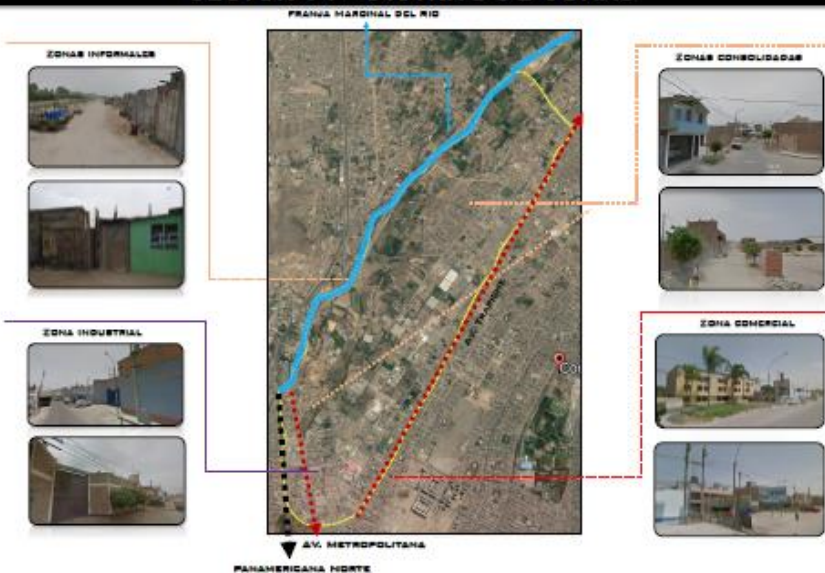 FRANJA MARGINAL DEL RIO
ZONAS INFORMALES
ZONAS CONSOLIDADAS
ZONA INDUSTRIAL
ZONA COMERCIAL
AV. METROPOLITANA
PANAMERICANA NORTE